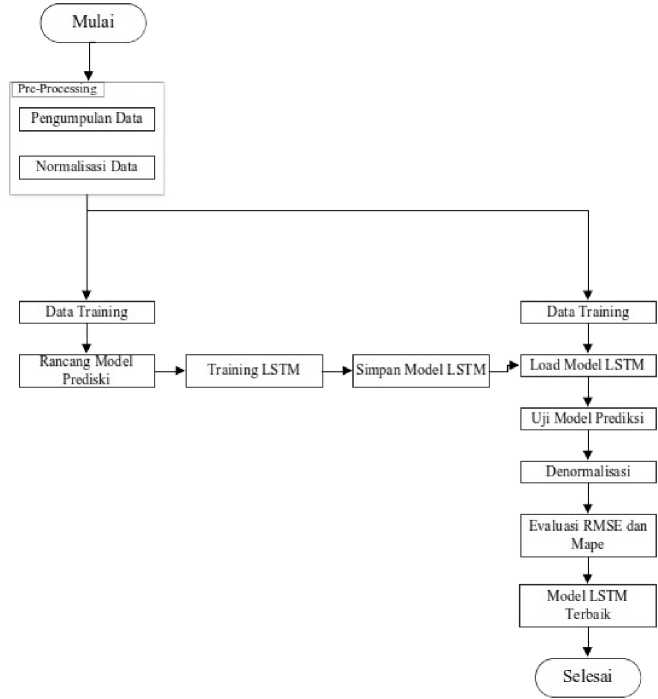 Mulai
Pre-Processing
Pengumpulan Data
Normalisasi Data
Data Training
Data Training
Rancang Model
Prediski
Training LSTM
Simpan Model LSTM
Load Model LSTM
Uji Model Prediksi
Denormalisasi
Evaluasi RMSE dan
Mape
Model LSTM
Terbaik
Selesai